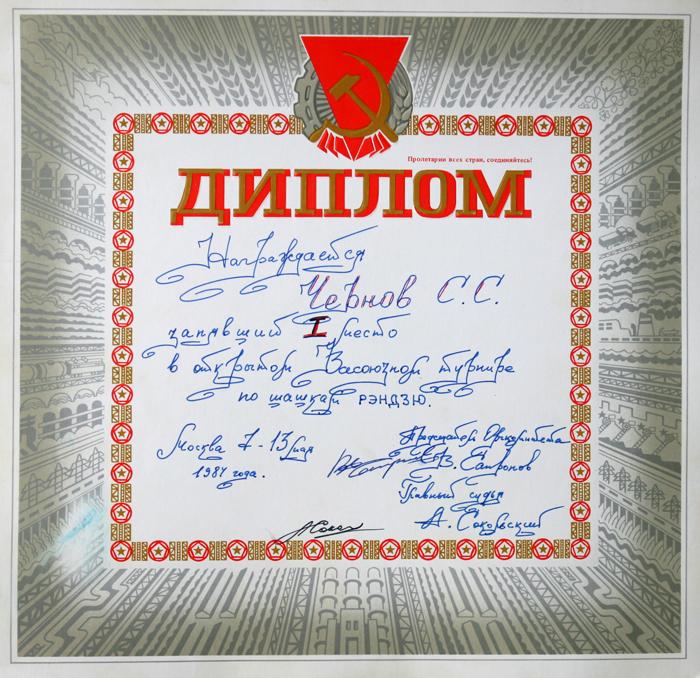 Пролетарии всех стран, соединяйтесь!
ДИПЛОМ
Награждается
Чернов С.С.
занявший I место
в открытом Всесоюзном турнире
по шашкам РЭНДЗЮ.
Москва 7-13 мая
1984 года.
Председатель Оргкомитета
В. Сапронов
Главный судья
А. Соковский